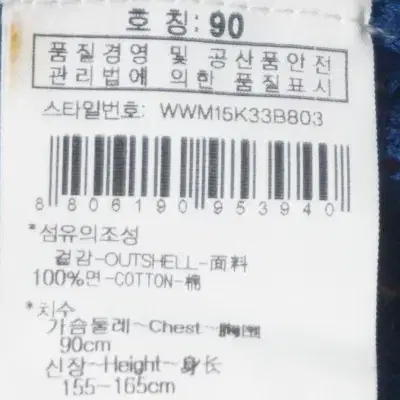 호 칭: 90
품질경영 및 공산품안전
관리법에 의한 품질표시
스타일번호: WWM15K33B803
8806190953940
*섬유의조성
겉감-OUTSHELL-面料
100%면-COTTON-棉
*치수
가슴둘레-Chest-胸围
90cm
신장-Height-身长
155-165cm